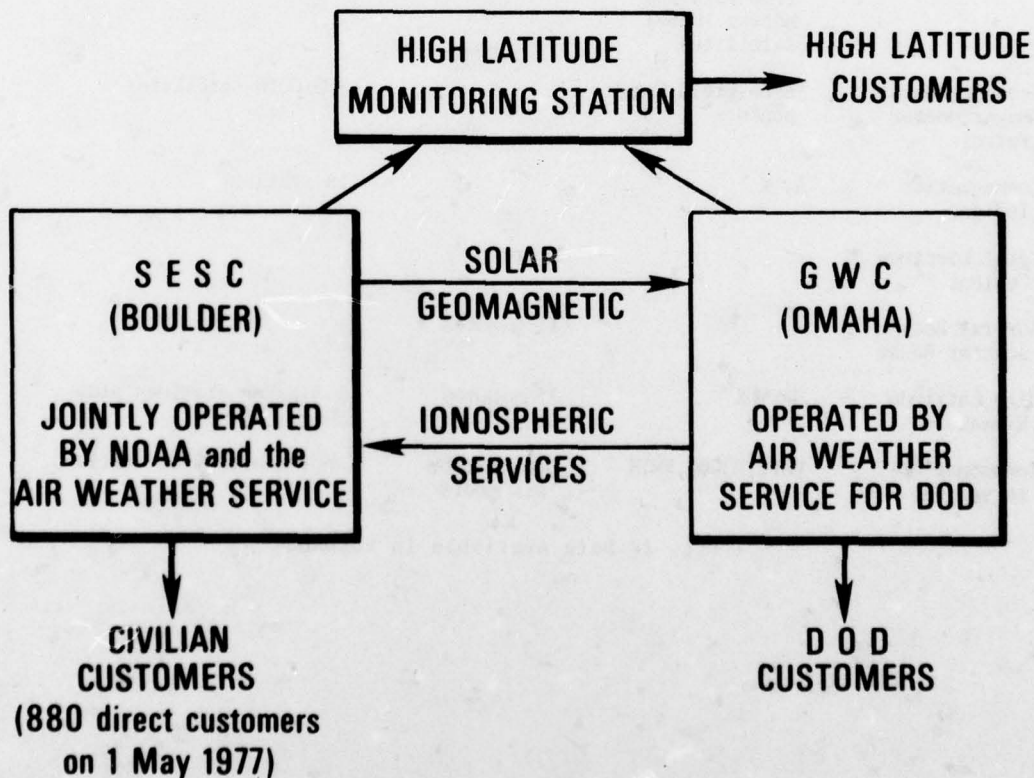 HIGH LATITUDE
MONITORING STATION
HIGH LATITUDE
CUSTOMERS
S E S C
(BOULDER)
JOINTLY OPERATED
BY NOAA and the
AIR WEATHER SERVICE
SOLAR
GEOMAGNETIC
IONOSPHERIC
SERVICES
G W C
(OMAHA)
OPERATED BY
AIR WEATHER
SERVICE FOR DOD
CIVILIAN
CUSTOMERS
(880 direct customers
on 1 May 1977)
D O D
CUSTOMERS